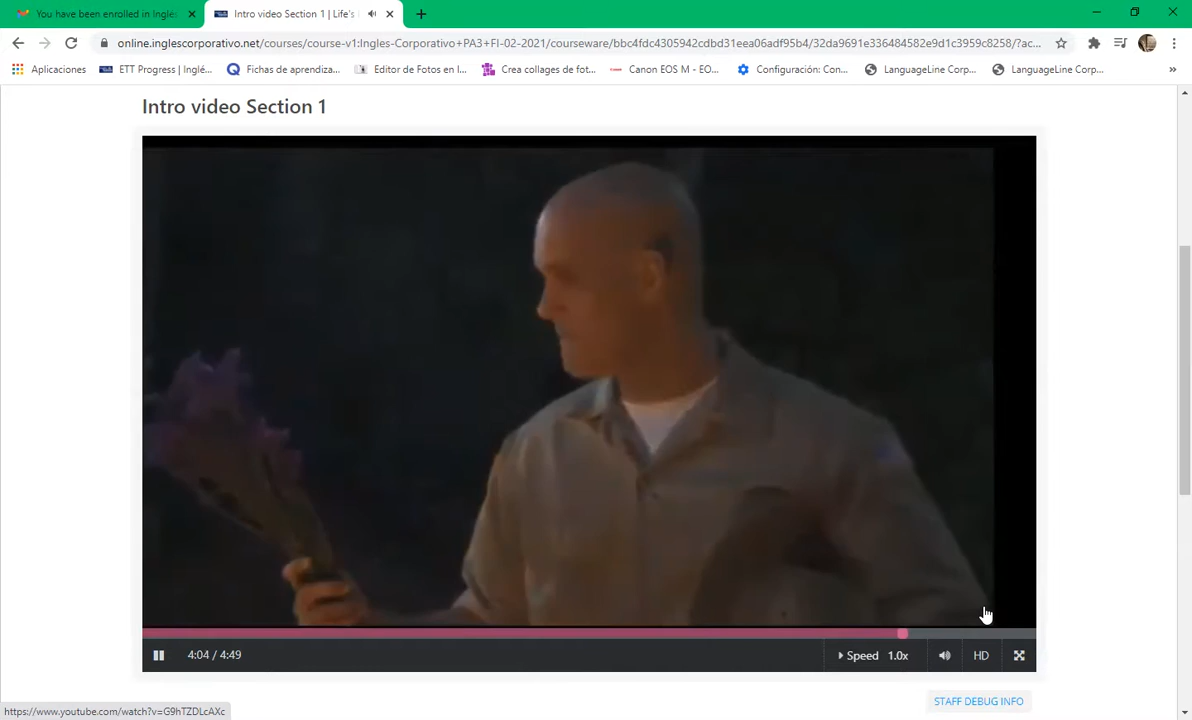 You have been enrolled in Ingles
Intro video Section 1 | Life's
online.inglescorporativo.net/courses/course-v1:Ingles-Corporativo+PA3+FI-02-2021/courseware/bbc4fdc4305942cdbd31eea06adf95b4/32da9691e336484582e9d1c3959c8258/?ac...
Aplicaciones
ETT Progress | Inglé...
Fichas de aprendiza...
Editor de Fotos en l...
Crea collages de fot...
Canon EOS M - EO...
Configuración: Con...
LanguageLine Corp...
LanguageLine Corp...
»
Intro video Section 1
4:04 / 4:49
Speed 1.0x
HD
STAFF DEBUG INFO
https://www.youtube.com/watch?v=G9hTZDLcAXc